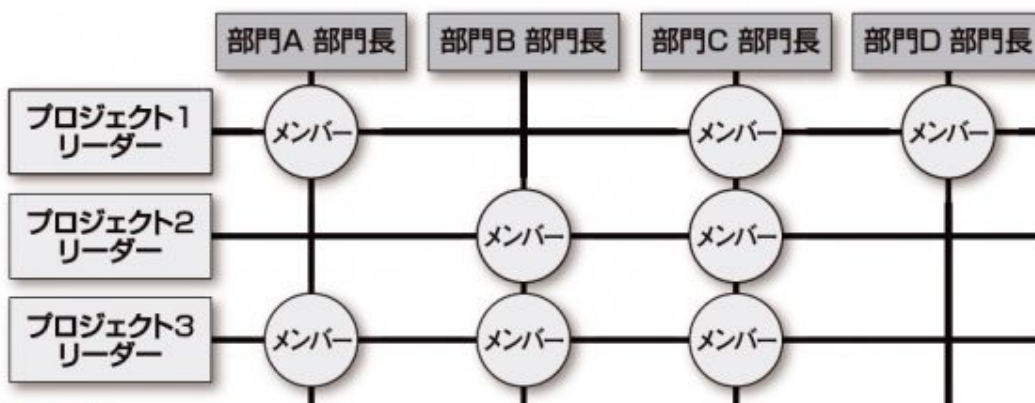 部門A 部門長
部門B 部門長
部門C 部門長
部門D 部門長
プロジェクト1
リーダー
メンバー
メンバー
メンバー
プロジェクト2
リーダー
メンバー
メンバー
プロジェクト3
リーダー
メンバー
メンバー
メンバー